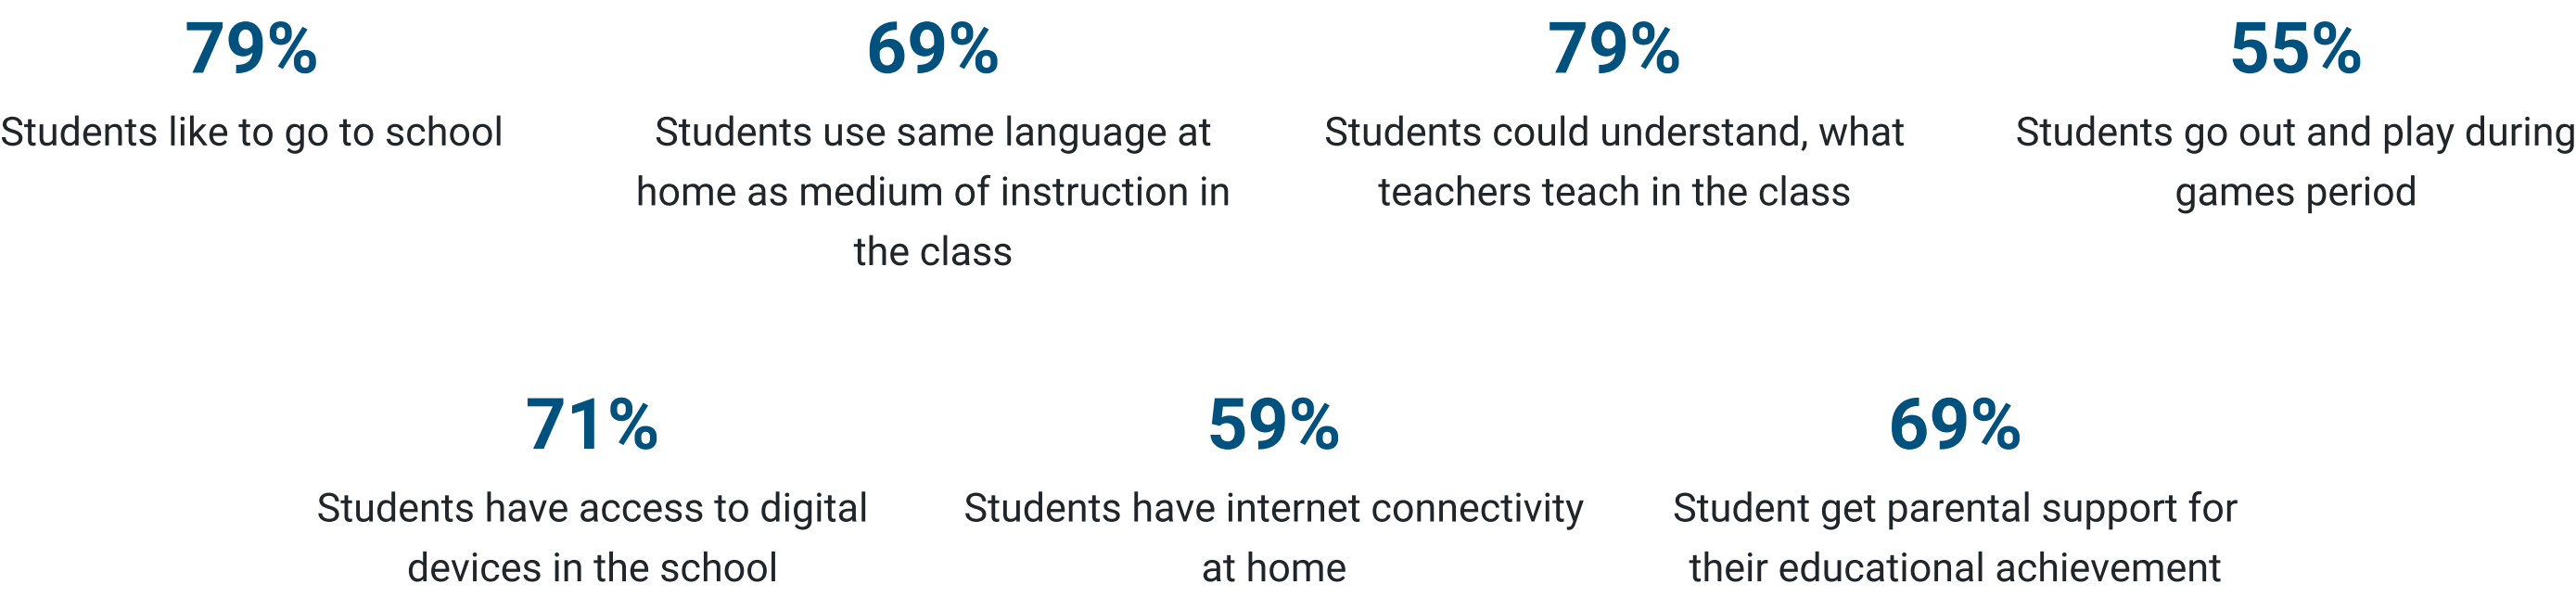 79%
Students like to go to school
69%
Students use same language at
home as medium of instruction in
the class
79%
Students could understand, what
teachers teach in the class
55%
Students go out and play during
games period
71%
Students have access to digital
devices in the school
59%
Students have internet connectivity
at home
69%
Student get parental support for
their educational achievement